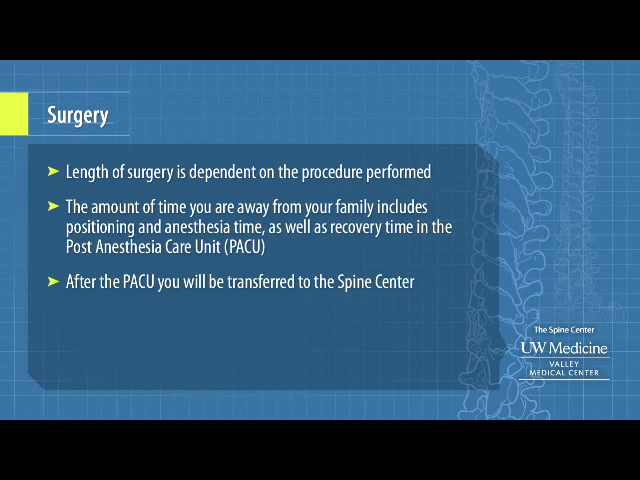 Surgery
Length of surgery is dependent on the procedure performed
The amount of time you are away from your family includes
positioning and anesthesia time, as well as recovery time in the
Post Anesthesia Care Unit (PACU)
After the PACU you will be transferred to the Spine Center
The Spine Center
UW Medicine
VALLEY
MEDICAL CENTER